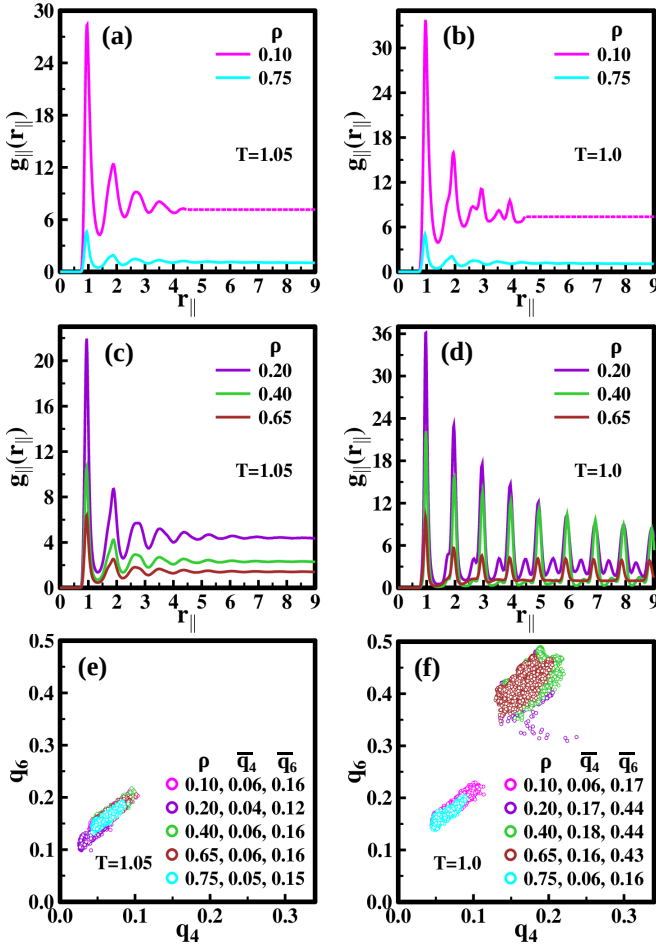 (a)
ρ
0.10
0.75
T=1.05
g||(r||)
30
24
18
12
6
0
0 1 2 3 4 5 6 7 8 9
r||
(b)
ρ
0.10
0.75
T=1.0
g||(r||)
30
24
18
12
6
0
0 1 2 3 4 5 6 7 8 9
r||
(c)
ρ
0.20
0.40
0.65
T=1.05
g||(r||)
20
16
12
8
4
0
0 1 2 3 4 5 6 7 8 9
r||
(d)
ρ
0.20
0.40
0.65
T=1.0
g||(r||)
36
30
24
18
12
6
0
0 1 2 3 4 5 6 7 8 9
r||
(e)
ρ q̅4 q̅6
0.10, 0.06, 0.16
0.20, 0.04, 0.12
0.40, 0.06, 0.16
0.65, 0.06, 0.16
0.75, 0.05, 0.15
T=1.05
q6
0.5
0.4
0.3
0.2
0.1
0.0
0.0 0.1 0.2 0.3
q4
(f)
ρ q̅4 q̅6
0.10, 0.06, 0.17
0.20, 0.17, 0.44
0.40, 0.18, 0.44
0.65, 0.16, 0.43
0.75, 0.06, 0.16
T=1.0
q6
0.5
0.4
0.3
0.2
0.1
0.0
0.0 0.1 0.2 0.3
q4